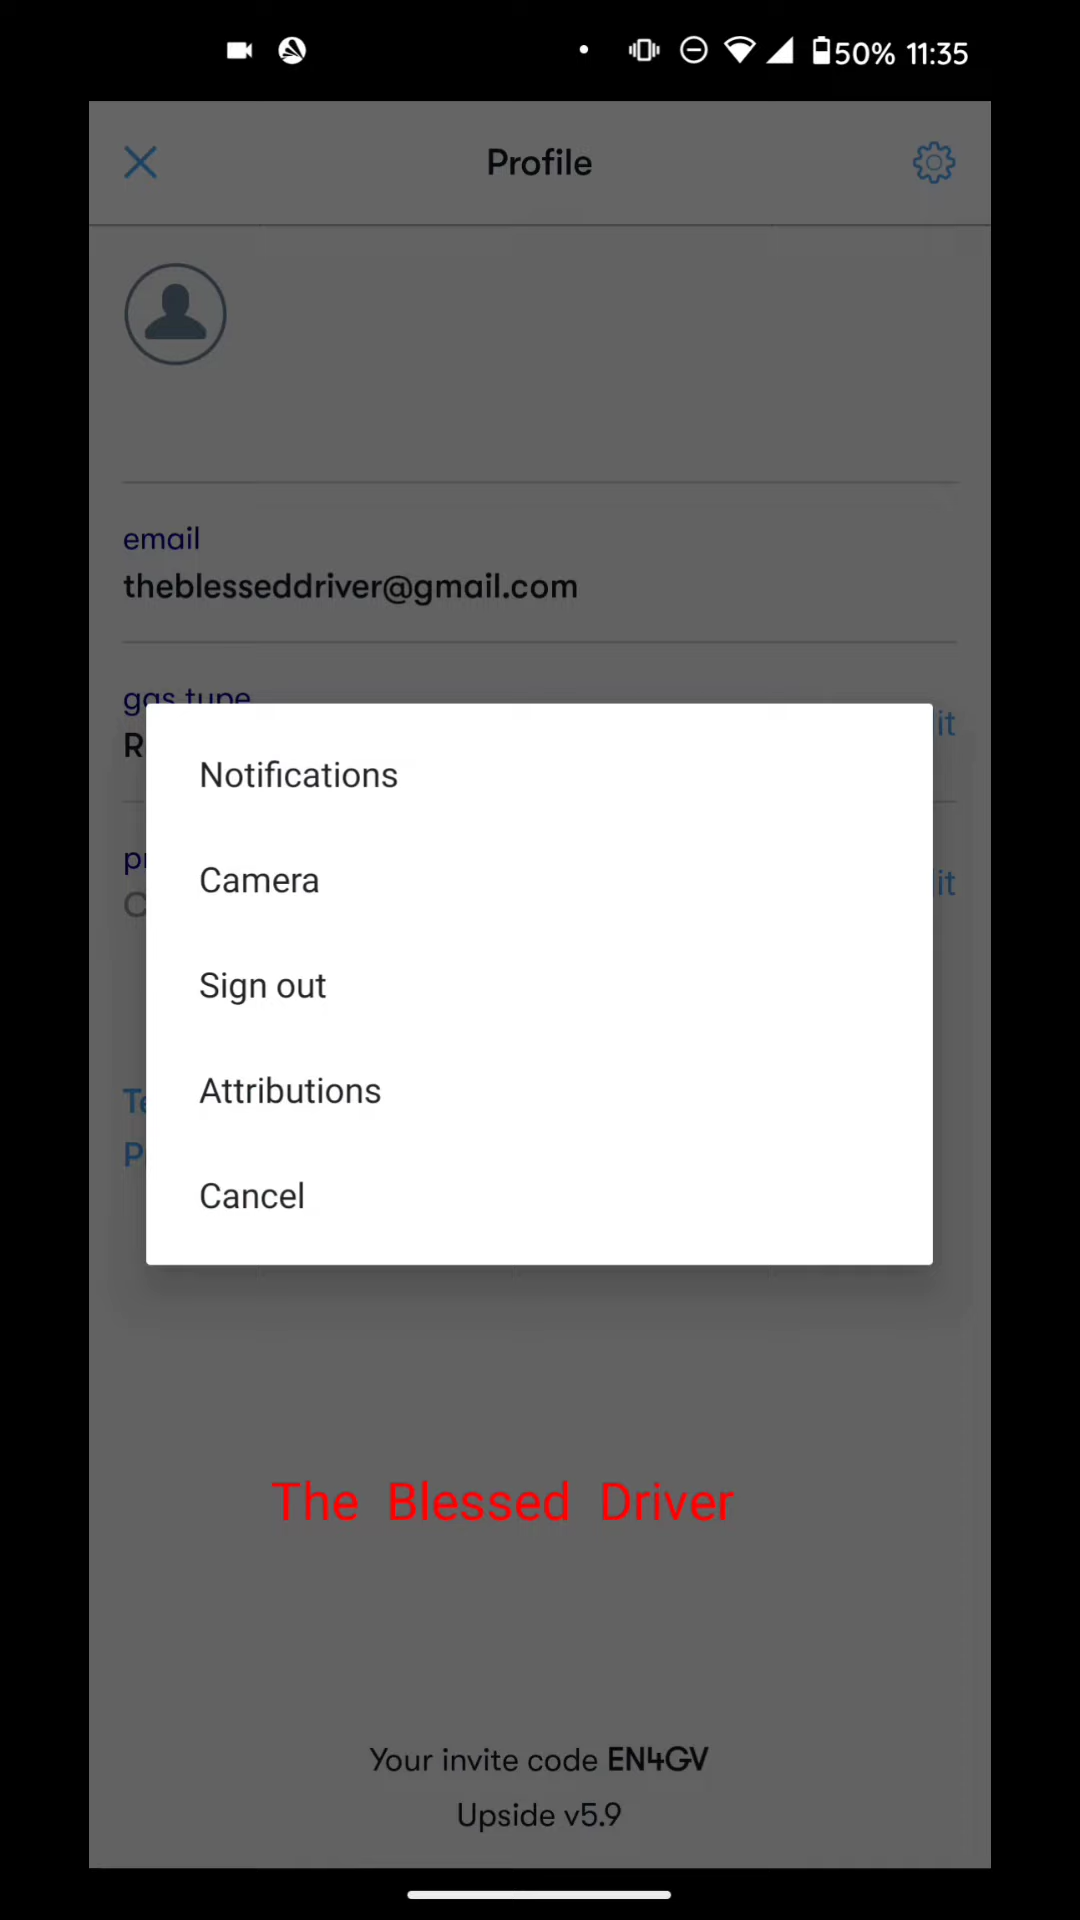 50% 11:35
Profile
email
theblesseddriver@gmail.com
gas type
it
R
Notifications
pr
it
C
Camera
Sign out
Te
Attributions
P
Cancel
The Blessed Driver
Your invite code EN4GV
Upside v5.9